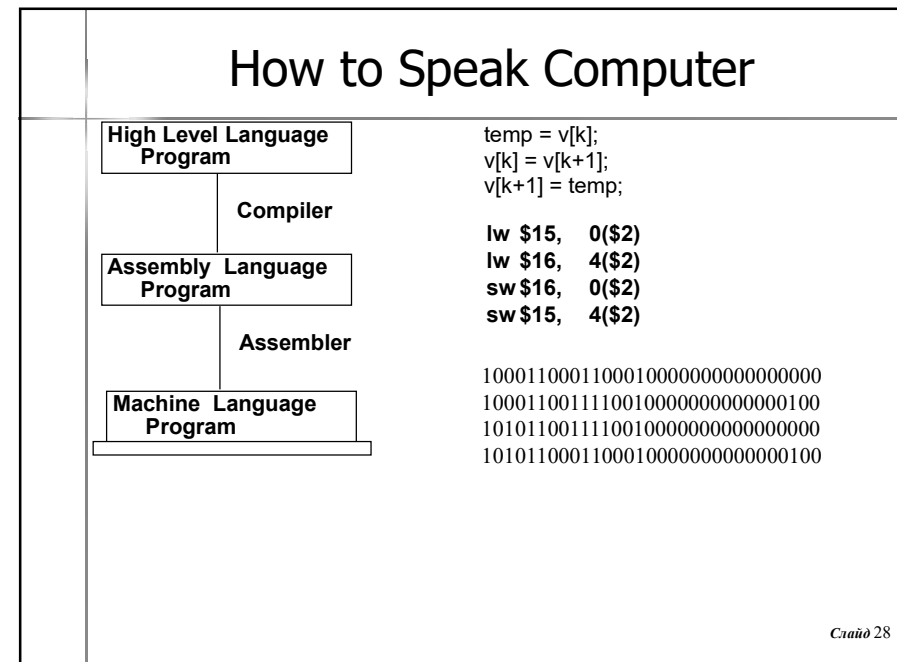 How to Speak Computer
High Level Language
Program
Compiler
Assembly Language
Program
Assembler
Machine Language
Program
temp = v[k];
v[k] = v[k+1];
v[k+1] = temp;
lw $15, 0($2)
lw $16, 4($2)
sw $16, 0($2)
sw $15, 4($2)
10001100011000100000000000000000
10001100111100100000000000000100
10101100111100100000000000000000
10101100011000100000000000000100
Слайд 28